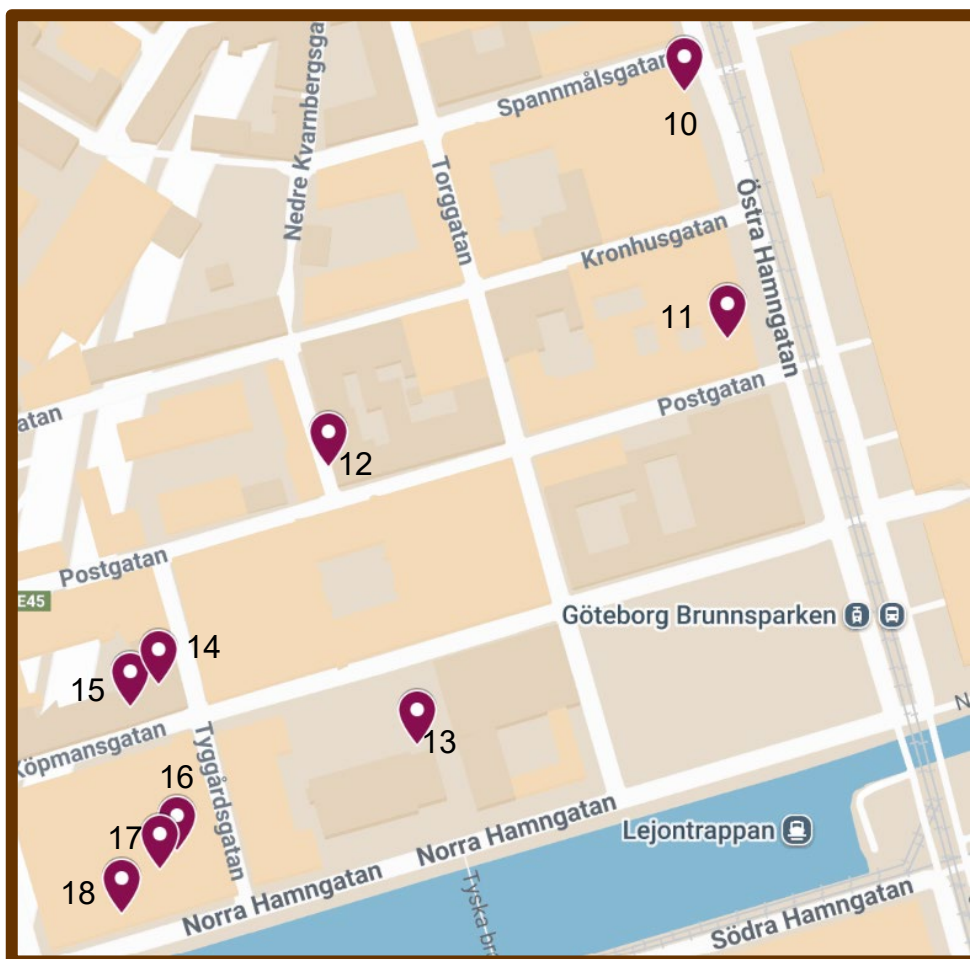 Nedre Kvarnbergsga
Spannmålsgatan
10
Torggatan
Östra Hamngatan
Kronhusgatan
11
Postgatan
atan
12
Postgatan
E45
Göteborg Brunnsparken
14
15
Köpmansgatan
13
Tyggårdsgatan
N
16
17
18
Norra Hamngatan
Norra Hamngatan
Lejontrappan
Tyska bro
Södra Hamngatan